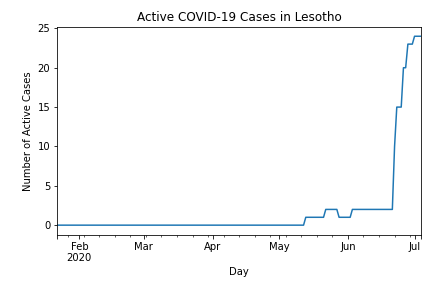 Active COVID-19 Cases in Lesotho
Number of Active Cases
25
20
15
10
5
0
Feb
2020
Mar
Apr
May
Jun
Jul
Day